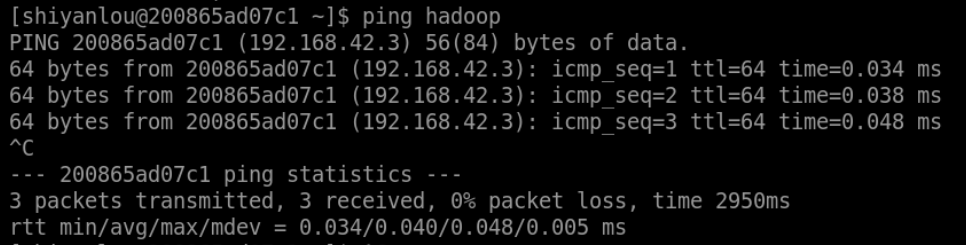 [shiyanlou@200865ad07c1 ~]$ ping hadoop
PING 200865ad07c1 (192.168.42.3) 56(84) bytes of data.
64 bytes from 200865ad07c1 (192.168.42.3): icmp_seq=1 ttl=64 time=0.034 ms
64 bytes from 200865ad07c1 (192.168.42.3): icmp_seq=2 ttl=64 time=0.038 ms
64 bytes from 200865ad07c1 (192.168.42.3): icmp_seq=3 ttl=64 time=0.048 ms
^C
--- 200865ad07c1 ping statistics ---
3 packets transmitted, 3 received, 0% packet loss, time 2950ms
rtt min/avg/max/mdev = 0.034/0.040/0.048/0.005 ms